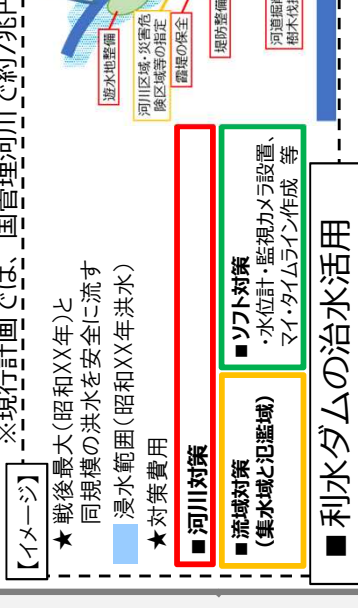 ※現行計画では、国管理河川で約7兆円
【イメージ】
★戦後最大(昭和XX年)と
同規模の洪水を安全に流す
浸水範囲(昭和XX年洪水)
★対策費用
■河川対策
■流域対策
(集水域と氾濫域)
■ソフト対策
・水位計・監視カメラ設置、
マイ・タイムライン作成 等
■利水ダムの治水活用
遊水地整備
河川区域・災害危
険区域等の指定
霞堤の保全
堤防整備
河道掘削
樹木伐採